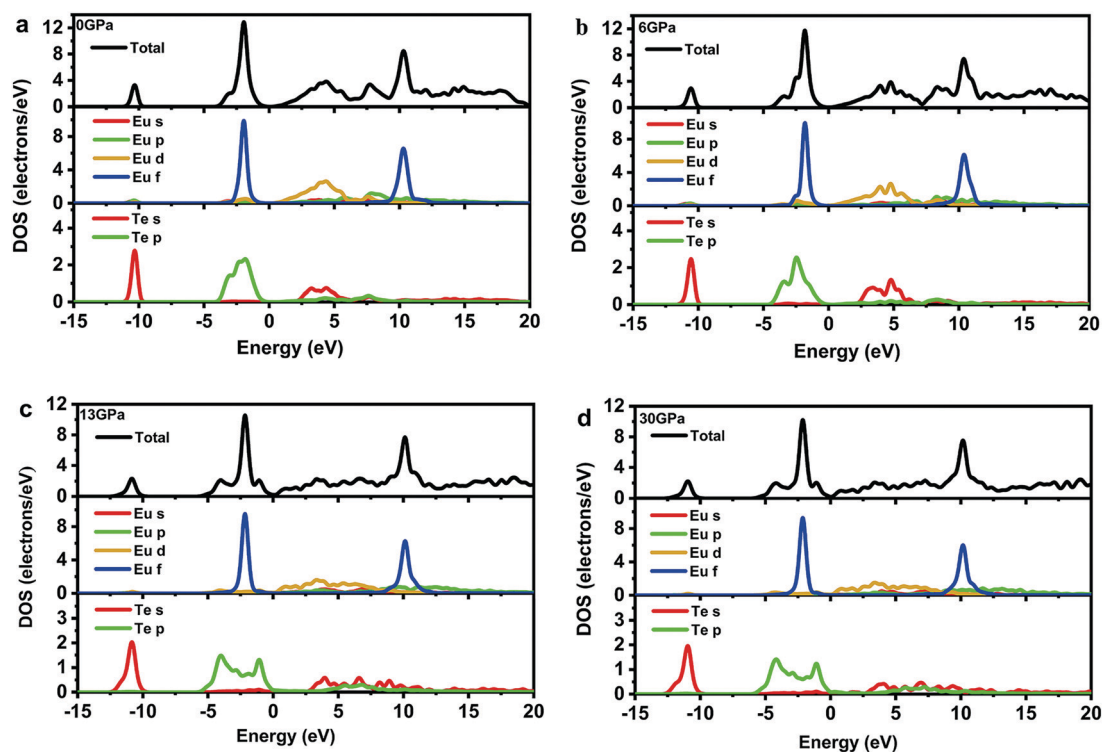 a
0GPa
12
8
4
0
Total
8
4
0
Eu s
Eu p
Eu d
Eu f
4
2
0
Te s
Te p
DOS (electrons/eV)
-15 -10 -5 0 5 10 15 20
Energy (eV)
b
6GPa
12
8
4
0
Total
8
4
0
Eu s
Eu p
Eu d
Eu f
4
3
2
1
0
Te s
Te p
DOS (electrons/eV)
-15 -10 -5 0 5 10 15 20
Energy (eV)
c
13GPa
12
8
4
0
Total
8
4
0
Eu s
Eu p
Eu d
Eu f
3
2
1
0
Te s
Te p
DOS (electrons/eV)
-15 -10 -5 0 5 10 15 20
Energy (eV)
d
30GPa
12
8
4
0
Total
8
4
0
Eu s
Eu p
Eu d
Eu f
3
2
1
0
Te s
Te p
DOS (electrons/eV)
-15 -10 -5 0 5 10 15 20
Energy (eV)